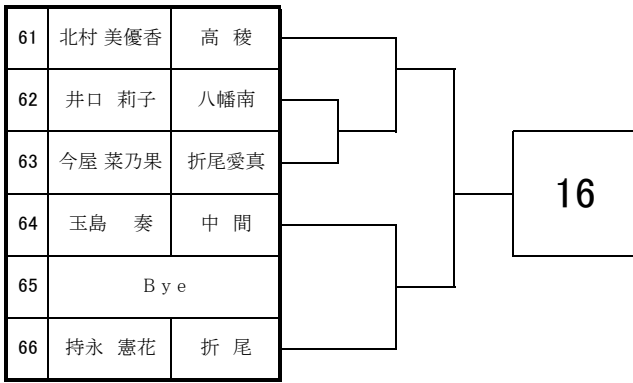 61 北村 美優香 高 稜
62 井口 莉子 八幡南
63 今屋 菜乃果 折尾愛真
64 玉島 奏 中 間
65 Bye
66 持永 憲花 折 尾
16